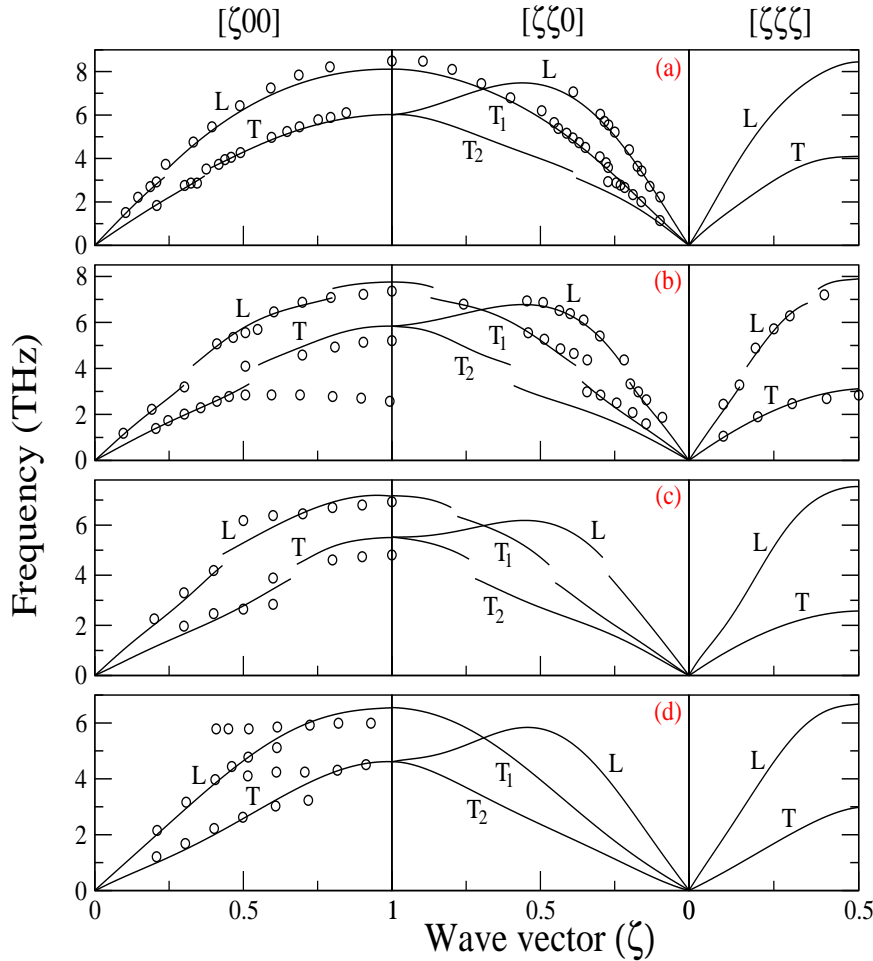 [ζ00] [ζζ0] [ζζζ]
8 L T L T₁ T₂ (a) L T
6
4
2
0
8 L T L T₁ T₂ (b) L T
6
4
2
0
6 L T L T₁ T₂ (c) L T
4
2
0
6 L T L T₁ T₂ (d) L T
4
2
0
0 0.5 1 0.5 0 0.5
Wave vector (ζ)
Frequency (THz)